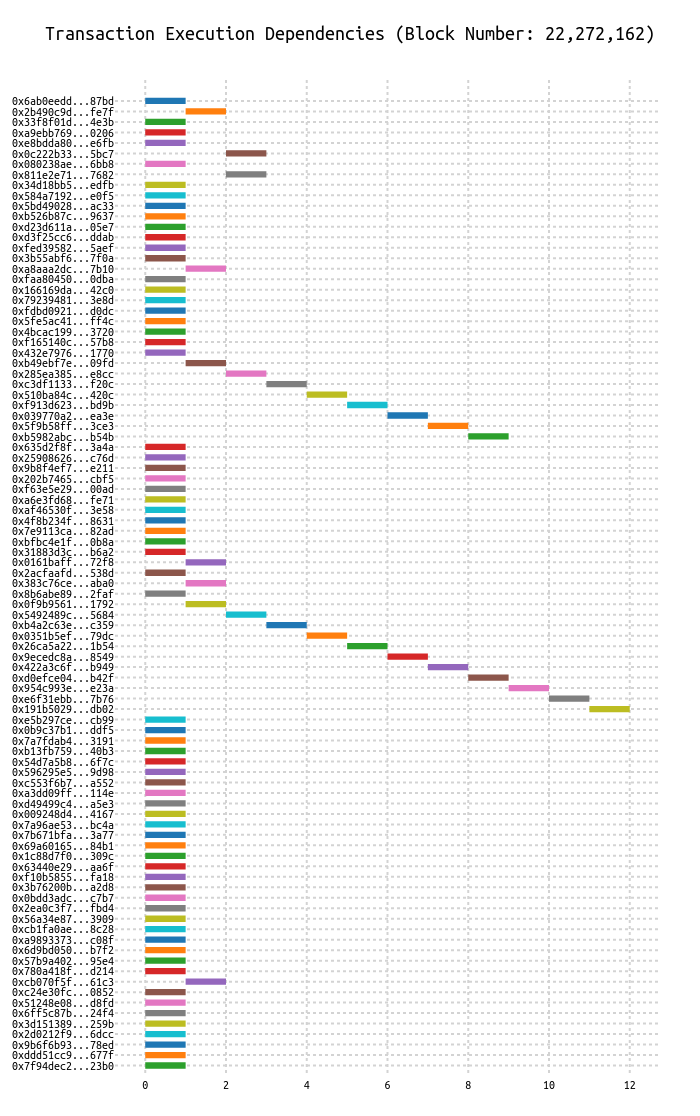 Transaction Execution Dependencies (Block Number: 22,272,162)
0x6ab0eedd...87bd
0x2b490c9d...fe7f
0x33f8f01d...4e3b
0xa9ebb769...0206
0xe8bdda80...e6fb
0x0c222b33...5bc7
0x080238ae...6bb8
0x811e2e71...7682
0x34d18bb5...edfb
0x584a7192...e0f5
0x5bd49028...ac33
0xb526b87c...9637
0xd23d611a...05e7
0xd3f25cc6...ddab
0xfed39582...5aef
0x3b55abf6...7f0a
0xa8aaa2dc...7b10
0xfaa80450...0dba
0x166169da...42c0
0x79239481...3e8d
0xfdbd0921...d0dc
0x5fe5ac41...ff4c
0x4bcac199...3720
0xf165140c...57b8
0x432e7976...1770
0xb49ebf7e...09fd
0x285ea385...e8cc
0xc3df1133...f20c
0x510ba84c...420c
0xf913d623...bd9b
0x039770a2...ea3e
0x5f9b58ff...3ce3
0xb5982abc...b54b
0x635d2f8f...3a4a
0x25908626...c76d
0x9b8f4ef7...e211
0x202b7465...cbf5
0xf63e5e29...00ad
0xa6e3fd68...fe71
0xaf46530f...3e58
0x4f8b234f...8631
0x7e9113ca...82ad
0xbfbc4e1f...0b8a
0x31883d3c...b6a2
0x0161baff...72f8
0x2acfaafd...538d
0x383c76ce...aba0
0x8b6abe89...2faf
0x0f9b9561...1792
0x5492489c...5684
0xb4a2c63e...c359
0x0351b5ef...79dc
0x26ca5a22...1b54
0x9ecedc8a...8549
0x422a3c6f...b949
0xd0efce04...b42f
0x954c993e...e23a
0xe6f31ebb...7b76
0x191b5029...db02
0xe5b297ce...cb99
0x0b9c37b1...ddf5
0x7a7fdab4...3191
0xb13fb759...40b3
0x54d7a5b8...6f7c
0x596295e5...9d98
0xc553f6b7...a552
0xa3dd09ff...114e
0xd49499c4...a5e3
0x009248d4...4167
0x7a96ae53...bc4a
0x7b671bfa...3a77
0x69a60165...84b1
0x1c88d7f0...309c
0x63440e29...aa6f
0xf10b5855...fa18
0x3b76200b...a2d8
0x0bdd3adc...c7b7
0x2ea0c3f7...fbd4
0x56a34e87...3909
0xcb1fa0ae...8c28
0xa9893373...c08f
0x6d9bd050...b7f2
0x57b9a402...95e4
0x780a418f...d214
0xcb070f5f...61c3
0xc24e30fc...0852
0x51248e08...d8fd
0x6ff5c87b...24f4
0x3d151389...259b
0x2d0212f9...6dcc
0x9b6f6b93...78ed
0xddd51cc9...677f
0x7f94dec2...23b0
0 2 4 6 8 10 12